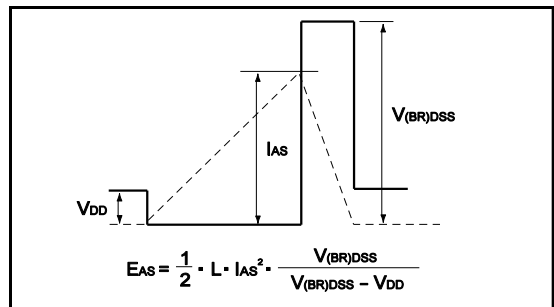 V(BR)DSS
IAS
VDD
EAS = 1/2 · L · IAS² · V(BR)DSS / (V(BR)DSS – VDD)